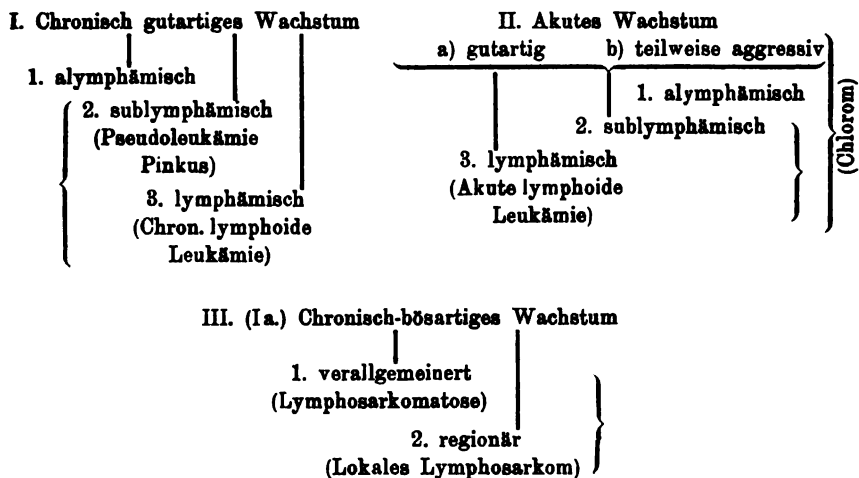 I. Chronisch gutartiges Wachstum
1. alymphämisch
2. sublymphämisch
(Pseudoleukämie
Pinkus)
3. lymphämisch
(Chron. lymphoide
Leukämie)
II. Akutes Wachstum
a) gutartig b) teilweise aggressiv
1. alymphämisch
2. sublymphämisch
3. lymphämisch
(Akute lymphoide
Leukämie)
(Chlorom)
III. (Ia.) Chronisch-bösartiges Wachstum
1. verallgemeinert
(Lymphosarkomatose)
2. regionär
(Lokales Lymphosarkom)